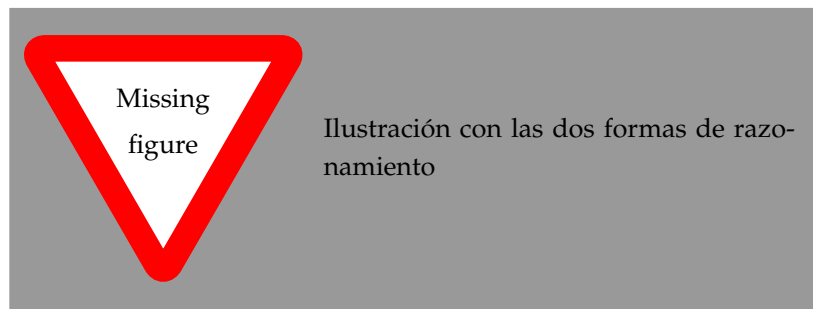 Missing
figure
Ilustración con las dos formas de razo-
namiento